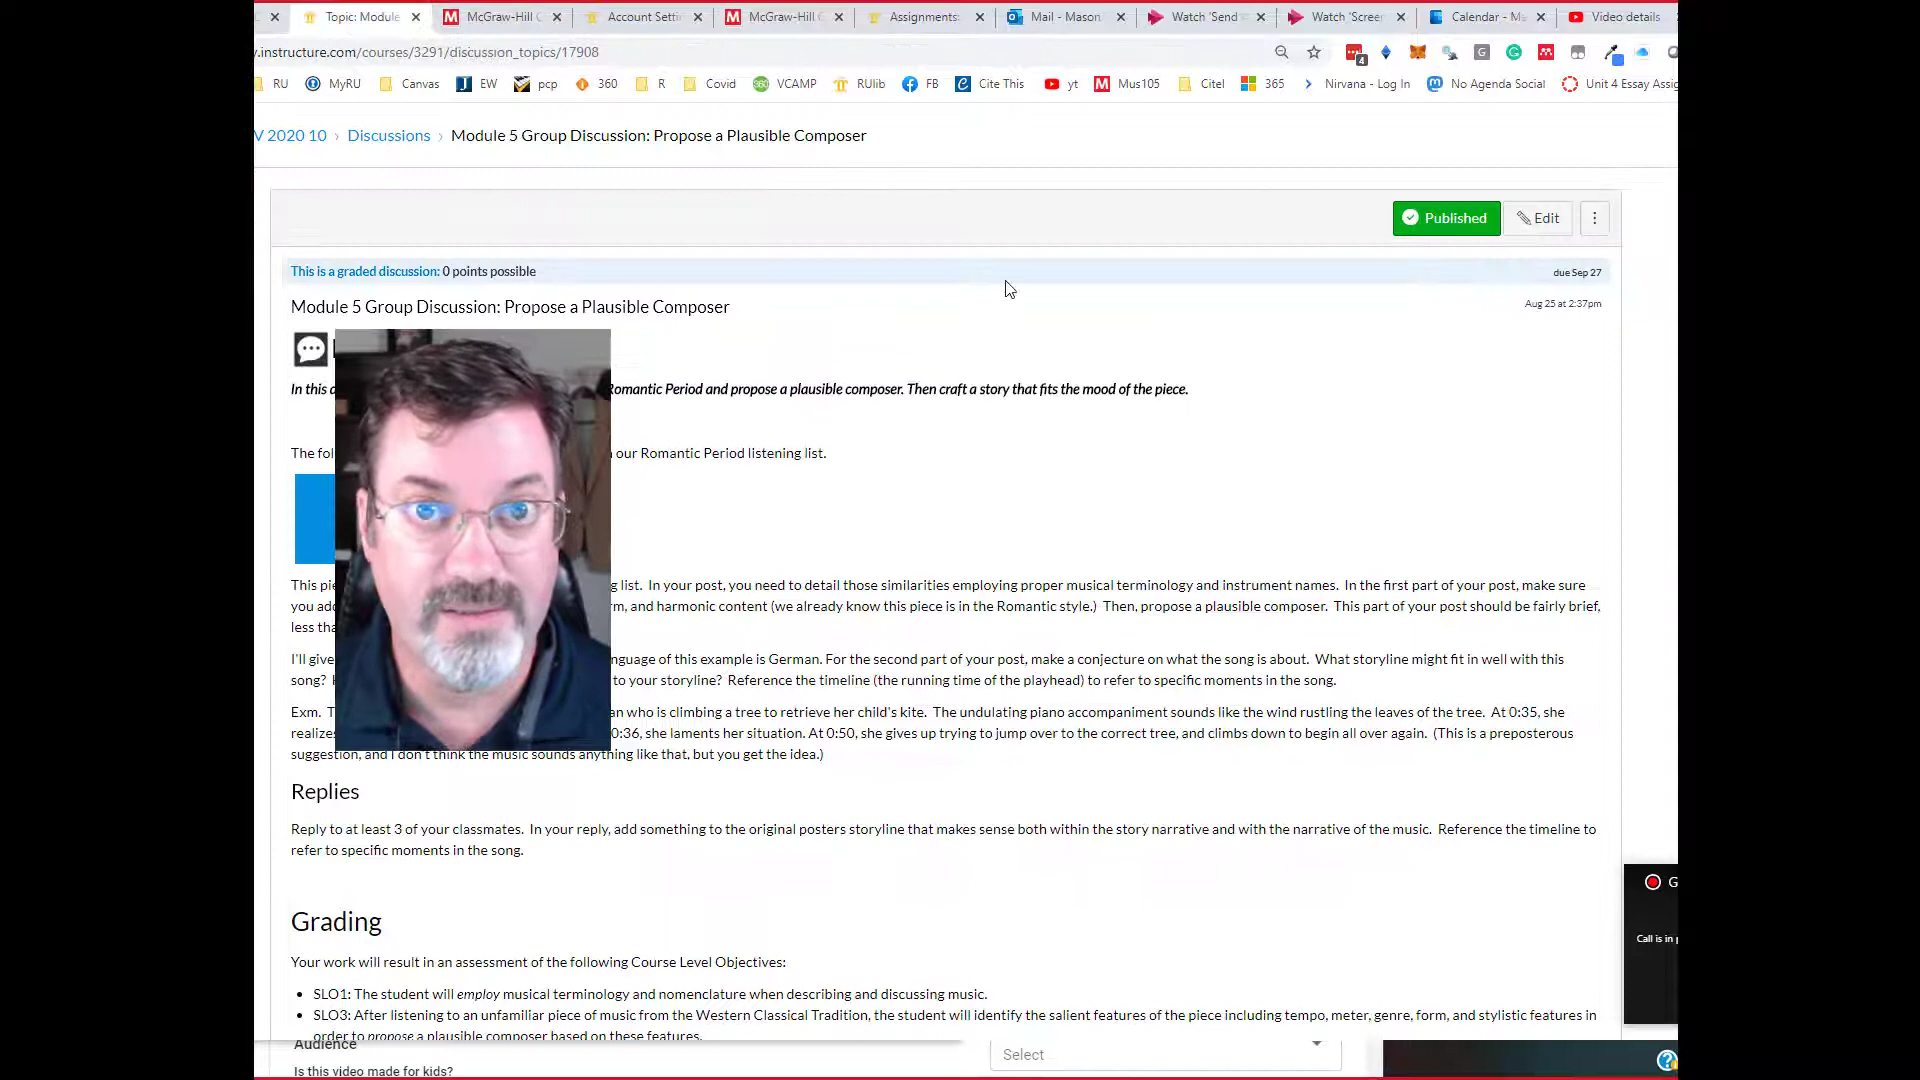 Topic: Module
McGraw-Hill C
Account Setti
McGraw-Hill C
Assignments:
Mail - Mason
Watch 'Send
Watch 'Scree
Calendar - M
Video details
.instructure.com/courses/3291/discussion_topics/17908
RU
MyRU
Canvas
EW
pcp
360
R
Covid
VCAMP
RUlib
FB
Cite This
yt
Mus105
Citel
365
Nirvana - Log In
No Agenda Social
Unit 4 Essay Assig
V 2020 10 › Discussions › Module 5 Group Discussion: Propose a Plausible Composer
Published
Edit
This is a graded discussion: 0 points possible
due Sep 27
Module 5 Group Discussion: Propose a Plausible Composer
Aug 25 at 2:37pm
In this a omantic Period and propose a plausible composer. Then craft a story that fits the mood of the piece.
The fol our Romantic Period listening list.
This pi g list. In your post, you need to detail those similarities employing proper musical terminology and instrument names. In the first part of your post, make sure
you add rm, and harmonic content (we already know this piece is in the Romantic style.) Then, propose a plausible composer. This part of your post should be fairly brief,
less tha
I'll give nguage of this example is German. For the second part of your post, make a conjecture on what the song is about. What storyline might fit in well with this
song? to your storyline? Reference the timeline (the running time of the playhead) to refer to specific moments in the song.
Exm. T an who is climbing a tree to retrieve her child's kite. The undulating piano accompaniment sounds like the wind rustling the leaves of the tree. At 0:35, she
realize 0:36, she laments her situation. At 0:50, she gives up trying to jump over to the correct tree, and climbs down to begin all over again. (This is a preposterous
suggestion, and I don't think the music sounds anything like that, but you get the idea.)
Replies
Reply to at least 3 of your classmates. In your reply, add something to the original posters storyline that makes sense both within the story narrative and with the narrative of the music. Reference the timeline to
refer to specific moments in the song.
Grading
Your work will result in an assessment of the following Course Level Objectives:
SLO1: The student will employ musical terminology and nomenclature when describing and discussing music.
SLO3: After listening to an unfamiliar piece of music from the Western Classical Tradition, the student will identify the salient features of the piece including tempo, meter, genre, form, and stylistic features in
order to propose a plausible composer based on these features.
G
Call is in p
Audience
Select
Is this video made for kids?